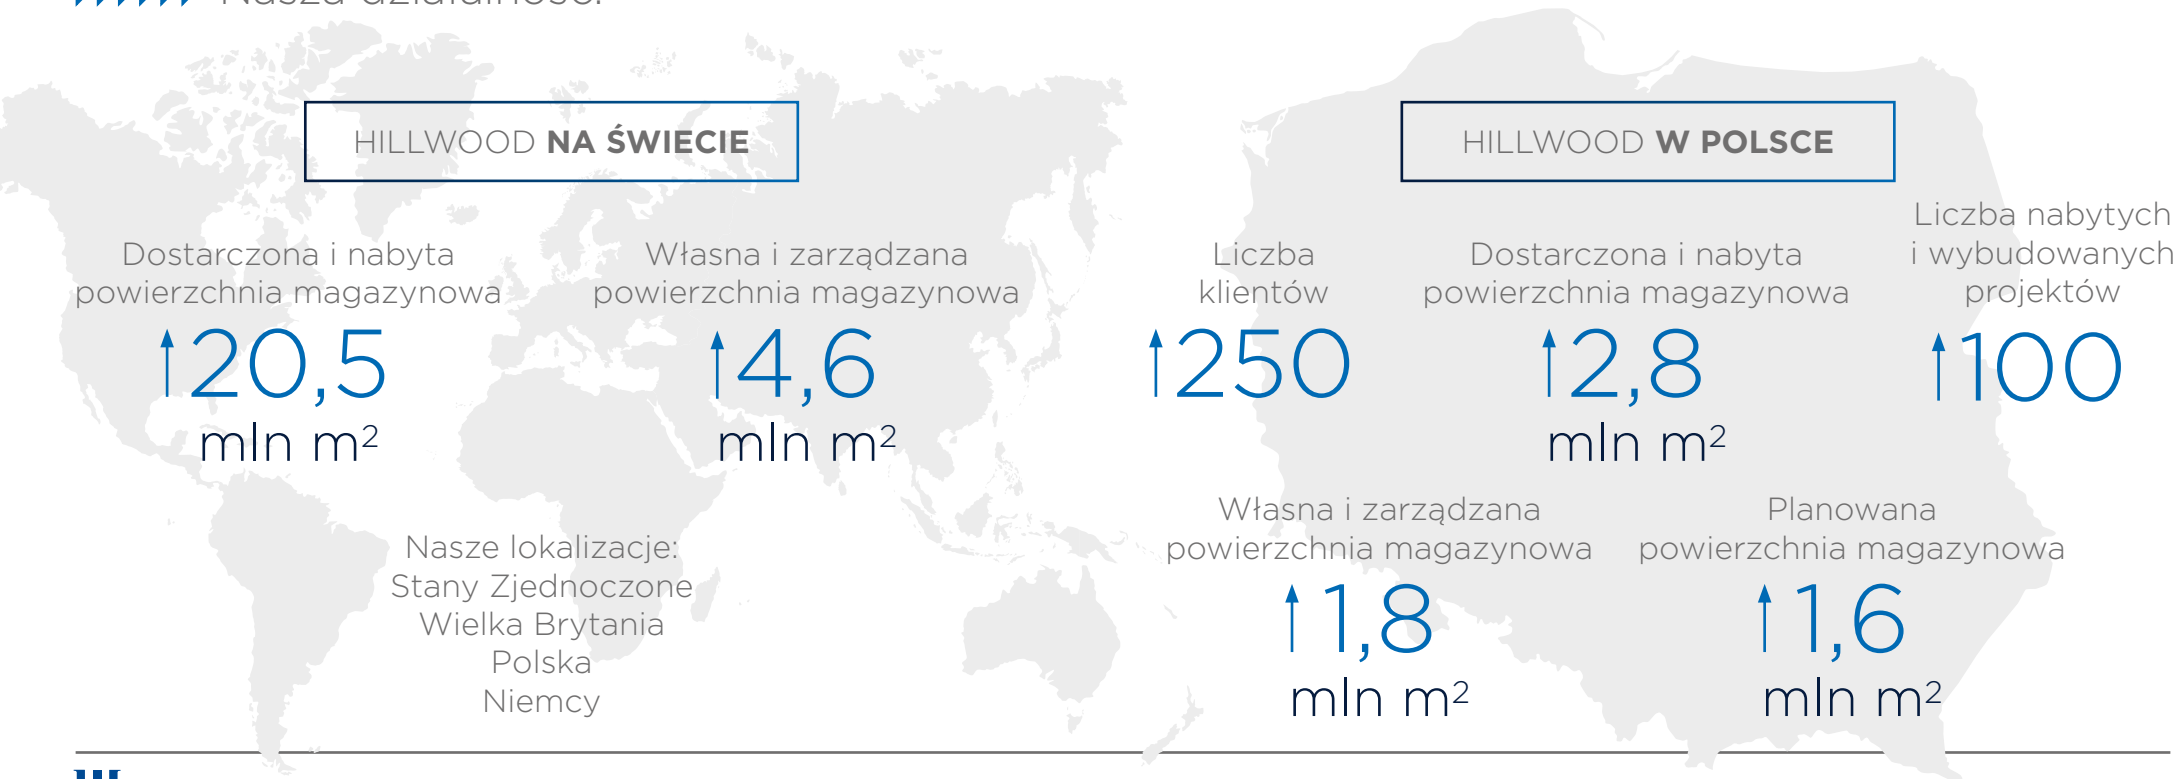 Nasza działalność:
HILLWOOD NA ŚWIECIE
Dostarczona i nabyta
powierzchnia magazynowa
20,5
mln m²
Własna i zarządzana
powierzchnia magazynowa
4,6
mln m²
Nasze lokalizacje:
Stany Zjednoczone
Wielka Brytania
Polska
Niemcy
HILLWOOD W POLSCE
Liczba
klientów
250
Dostarczona i nabyta
powierzchnia magazynowa
2,8
mln m²
Liczba nabytych
i wybudowanych
projektów
100
Własna i zarządzana
powierzchnia magazynowa
1,8
mln m²
Planowana
powierzchnia magazynowa
1,6
mln m²